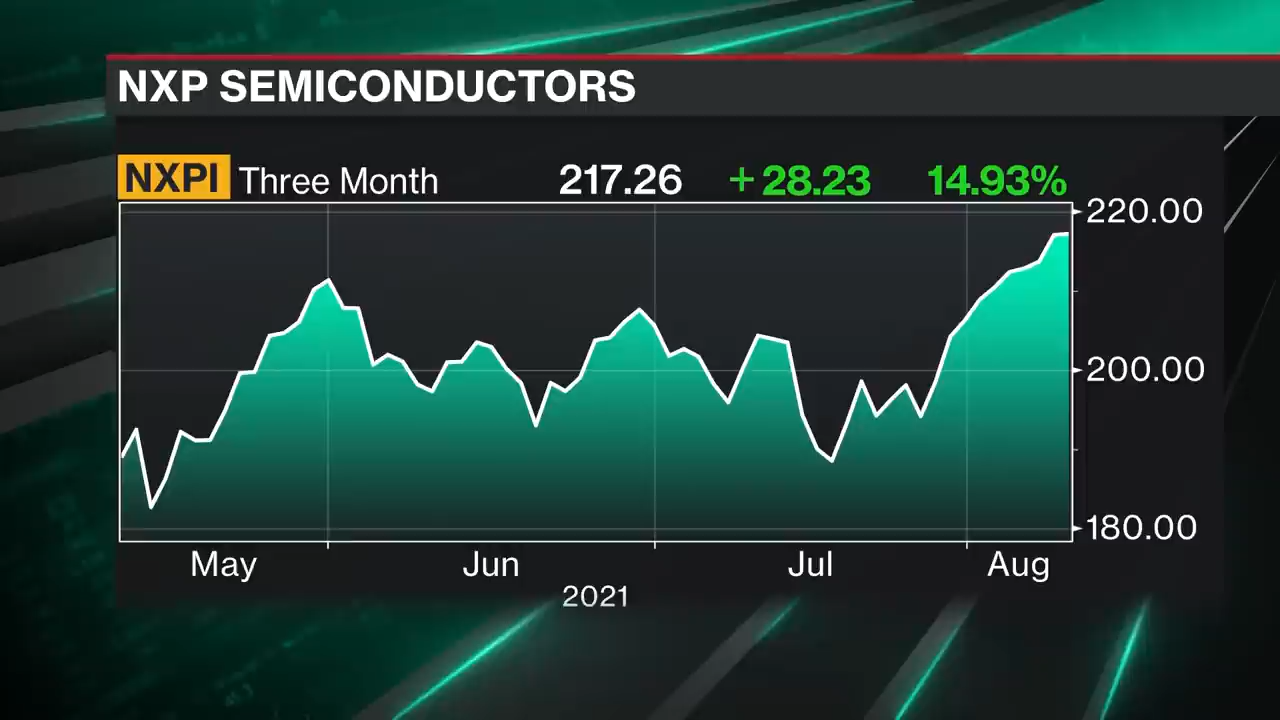 NXP SEMICONDUCTORS
NXPI Three Month 217.26 +28.23 14.93%
220.00
200.00
180.00
May Jun Jul Aug
2021